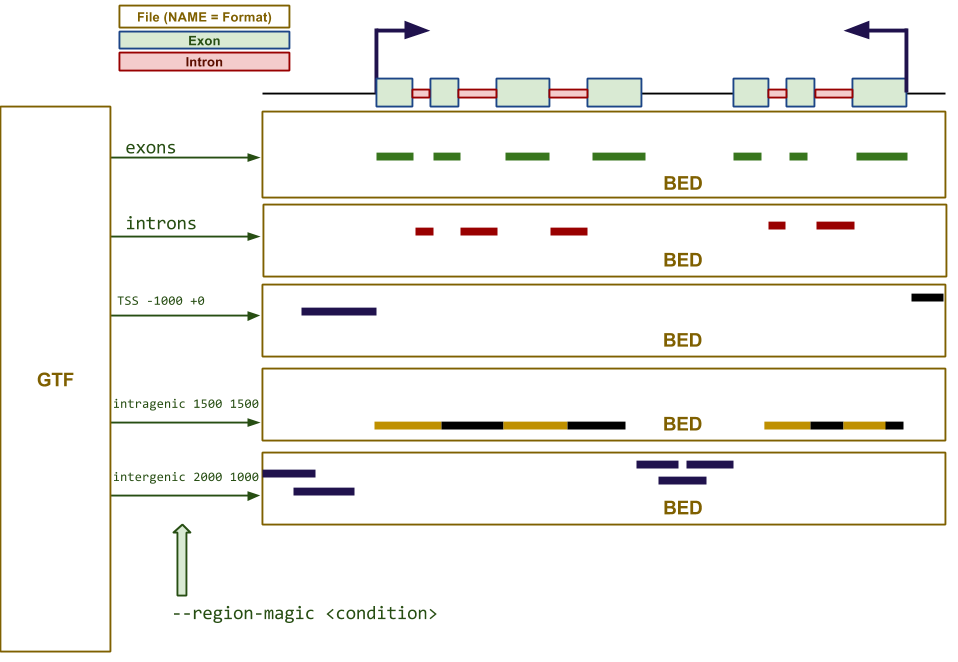 File (NAME = Format)
Exon
Intron
exons
BED
introns
BED
TSS -1000 +0
BED
GTF
intragenic 1500 1500
BED
intergenic 2000 1000
BED
--region-magic <condition>